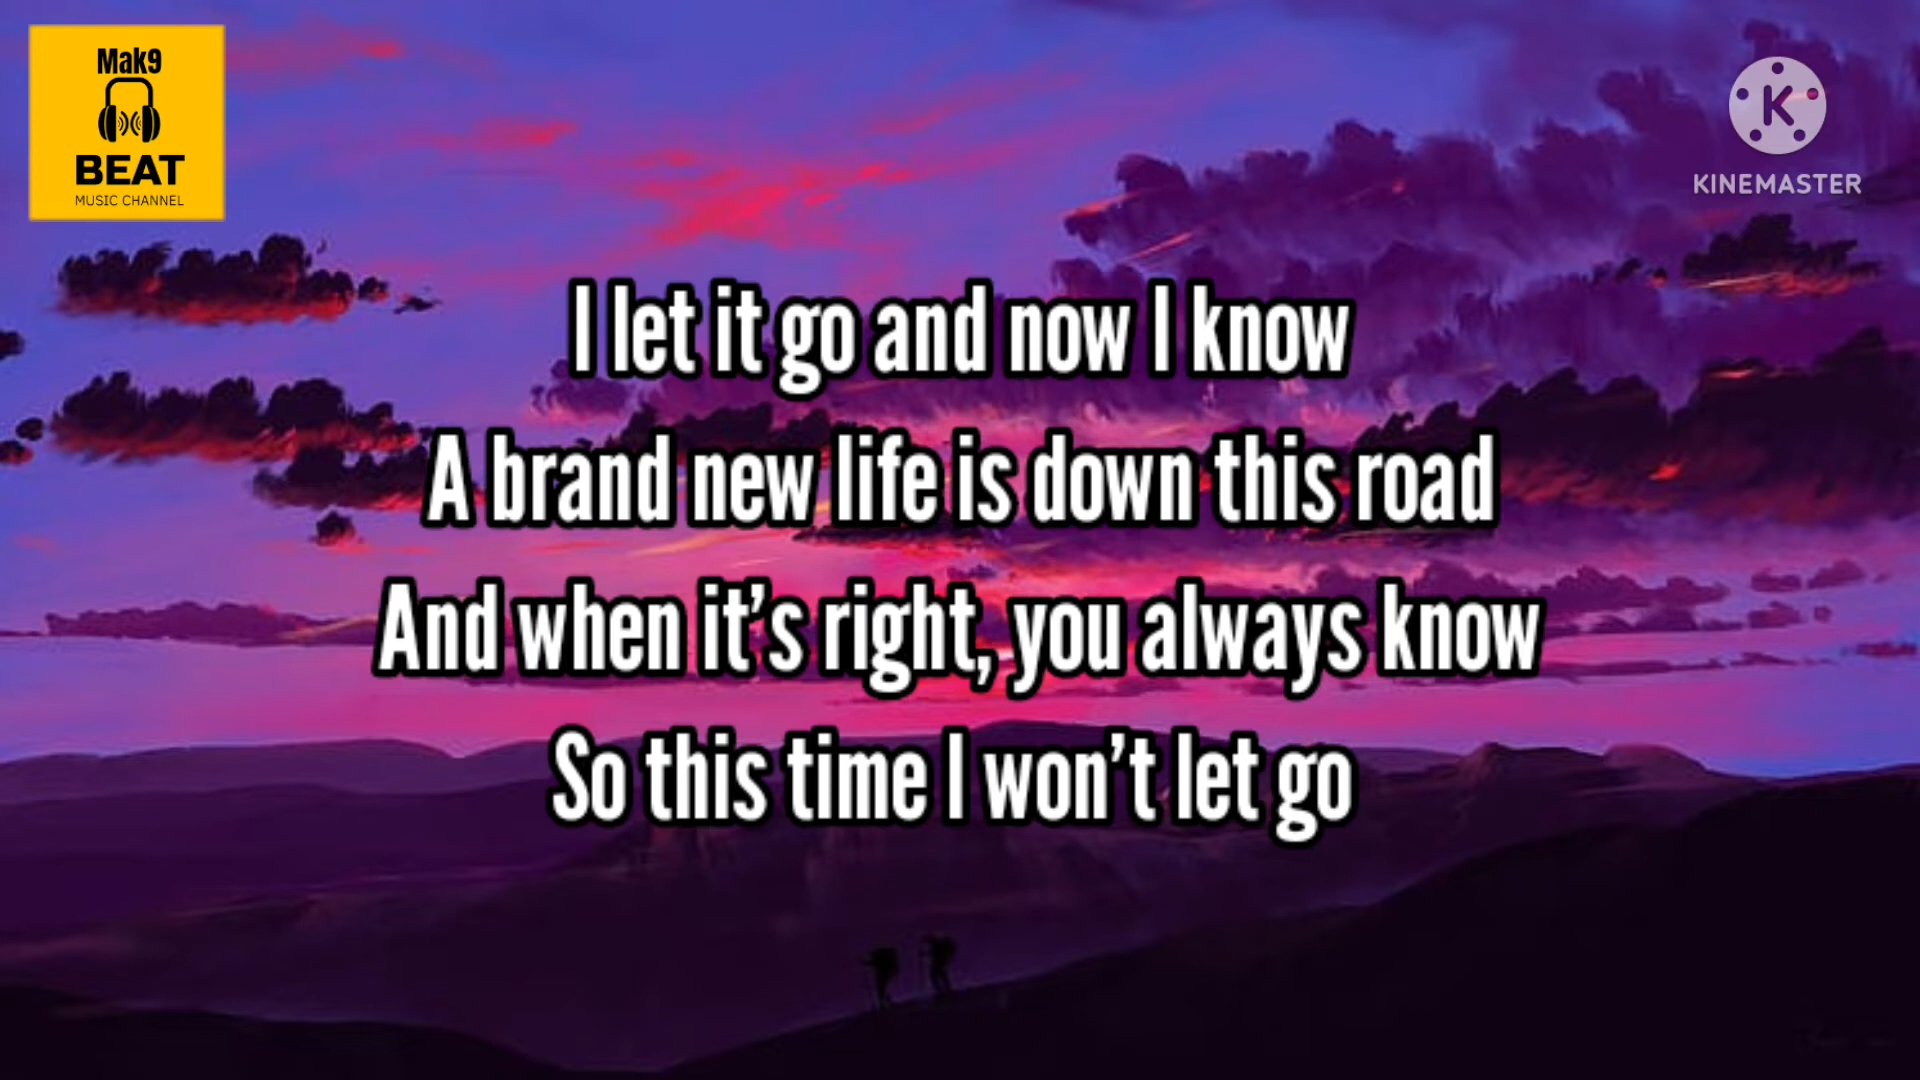 Mak9
BEAT
MUSIC CHANNEL
K
KINEMASTER
I let it go and now I know
A brand new life is down this road
And when it’s right, you always know
So this time I won’t let go